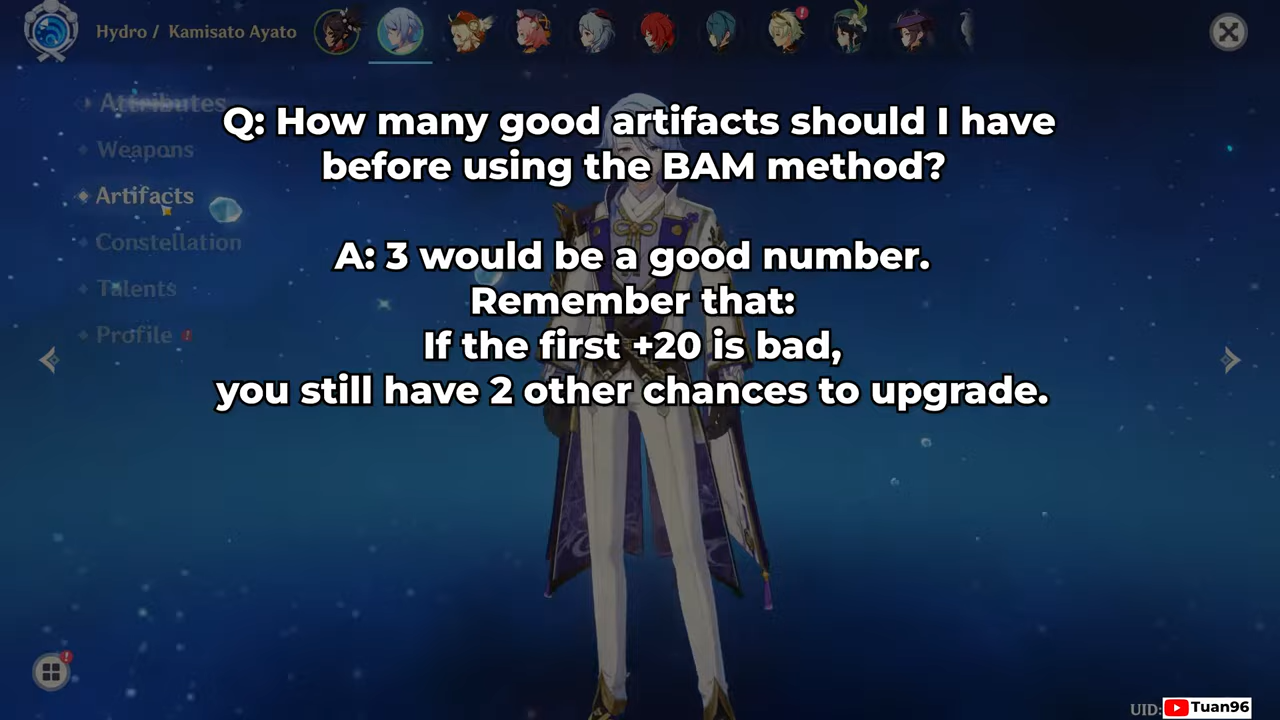 Hydro / Kamisato Ayato
Attributes
Weapons
Artifacts
Constellation
Talents
Profile
Q: How many good artifacts should I have
before using the BAM method?
A: 3 would be a good number.
Remember that:
If the first +20 is bad,
you still have 2 other chances to upgrade.
UID:
Tuan96